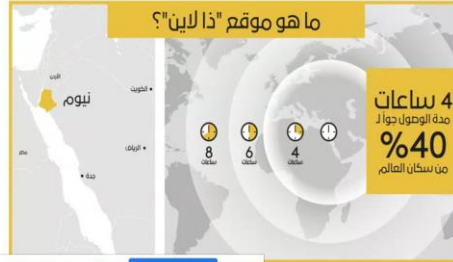 ما هو موقع "ذا لاين"؟
4 ساعات
مدة الوصول جواً لـ
%40
من سكان العالم
4
ساعات
6
ساعات
8
ساعات
الأردن
نيوم
الكويت
الرياض
جدة
مصر